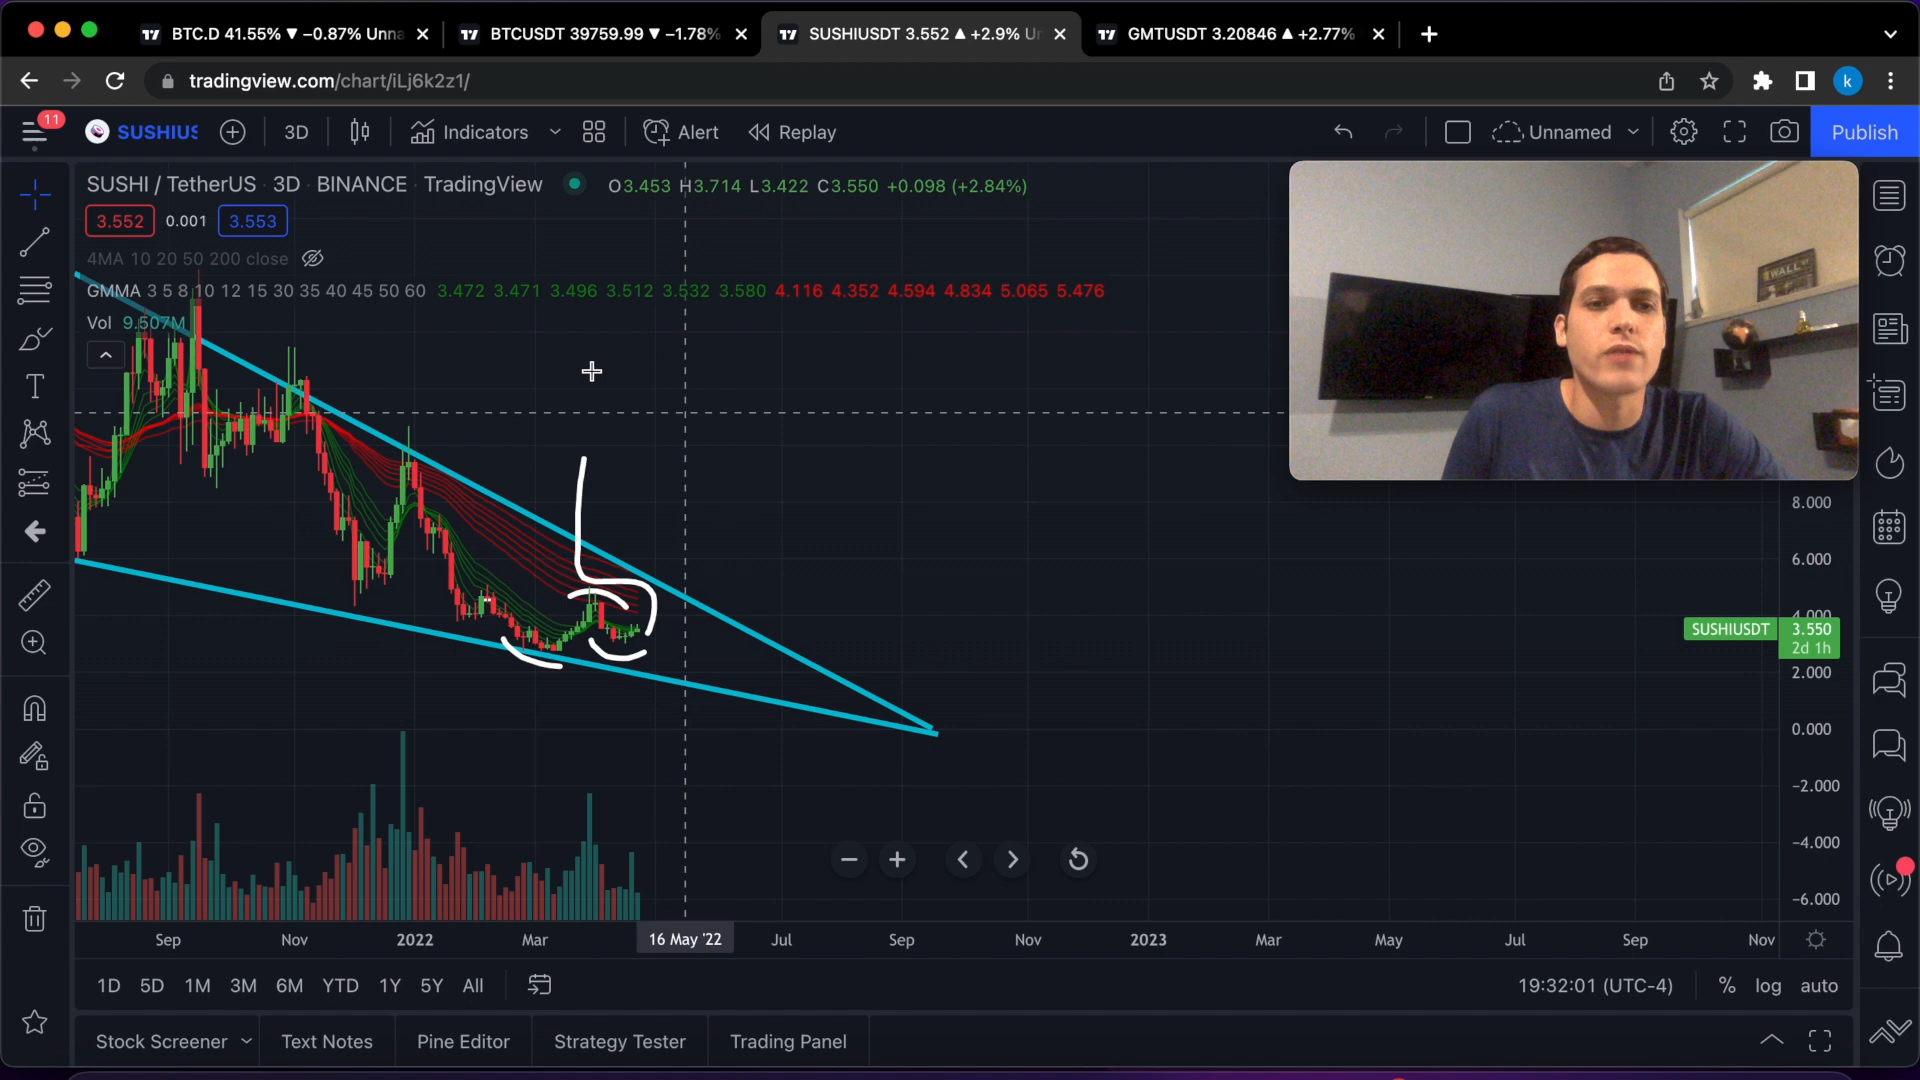 BTC.D 41.55% ▼ −0.87% Unna
BTCUSDT 39759.99 ▼ −1.78%
SUSHIUSDT 3.552 ▲ +2.9% Un
GMTUSDT 3.20846 ▲ +2.77%
tradingview.com/chart/iLj6k2z1/
k
11
SUSHIUS
3D
Indicators
Alert
Replay
Unnamed
Publish
SUSHI / TetherUS · 3D · BINANCE · TradingView
O3.453 H3.714 L3.422 C3.550 +0.098 (+2.84%)
3.552
0.001
3.553
4MA 10 20 50 200 close
GMMA 3 5 8 10 12 15 30 35 40 45 50 60 3.472 3.471 3.496 3.512 3.532 3.580 4.116 4.352 4.594 4.834 5.065 5.476
Vol 9.507M
WALL
8.000
6.000
4.000
SUSHIUSDT 3.550
2d 1h
2.000
0.000
−2.000
−4.000
−6.000
Sep
Nov
2022
Mar
16 May '22
Jul
Sep
Nov
2023
Mar
May
Jul
Sep
Nov
1D 5D 1M 3M 6M YTD 1Y 5Y All
19:32:01 (UTC-4)
% log auto
Stock Screener
Text Notes
Pine Editor
Strategy Tester
Trading Panel